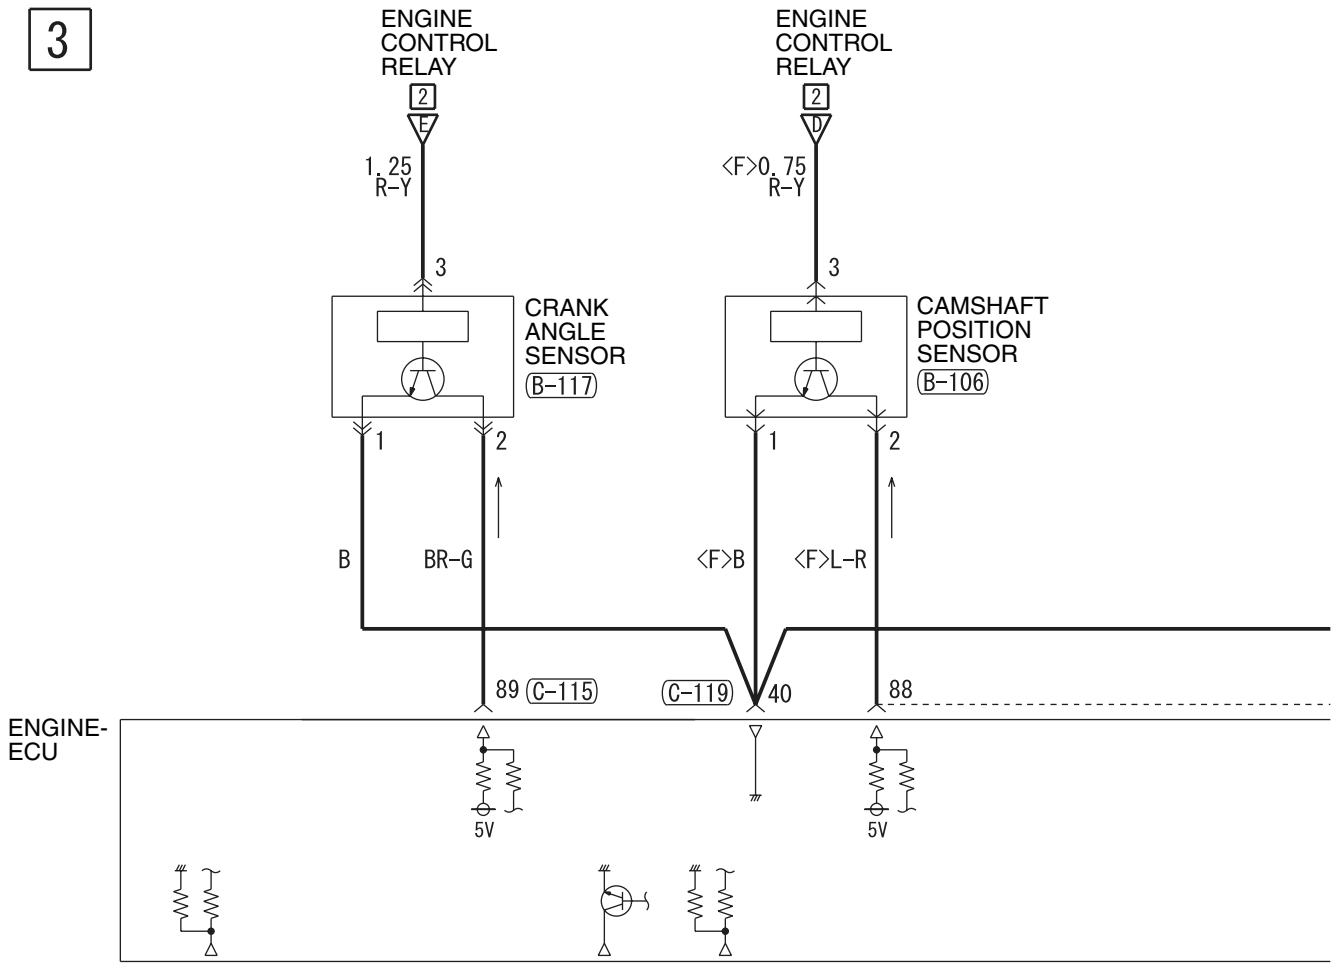 3
ENGINE
CONTROL
RELAY
2
E
1.25
R-Y
3
CRANK
ANGLE
SENSOR
(B-117)
1
2
B
BR-G
89 (C-115)
ENGINE
CONTROL
RELAY
2
D
<F>0.75
R-Y
3
CAMSHAFT
POSITION
SENSOR
(B-106)
1
2
<F>B
<F>L-R
(C-119) 40
88
ENGINE-
ECU
5V
5V